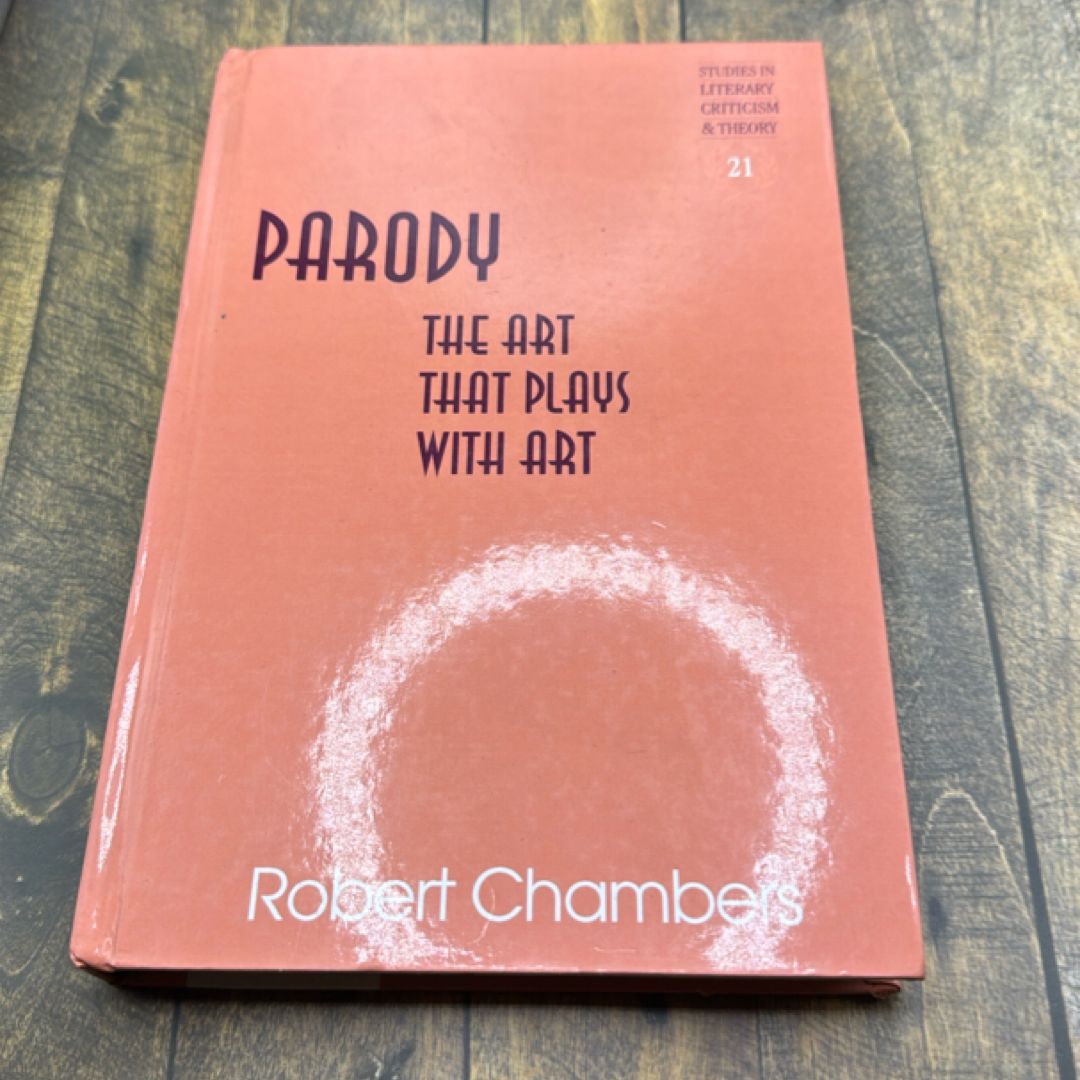 STUDIES IN
LITERARY
CRITICISM
& THEORY
21
PARODY
THE ART
THAT PLAYS
WITH ART
Robert Chambers